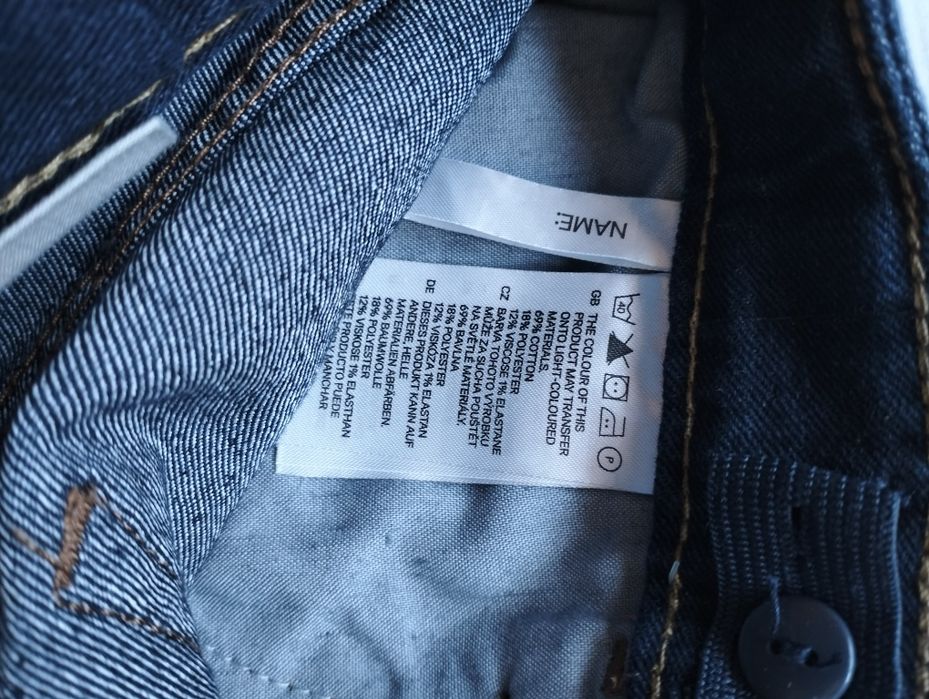 NAME:
40
P
GB THE COLOUR OF THIS
PRODUCT MAY TRANSFER
ONTO LIGHT-COLOURED
MATERIALS.
69% COTTON
18% POLYESTER
12% VISCOSE 1% ELASTANE
CZ BARVA TOHOTO VÝROBKU
MŮŽE ZA SUCHA POUŠTĚT
NA SVĚTLÉ MATERIÁLY.
69% BAVLNA
18% POLYESTER
12% VISKÓZA 1% ELASTAN
DE DIESES PRODUKT KANN AUF
ANDERE, HELLE
MATERIALIEN ABFÄRBEN.
69% BAUMWOLLE
18% POLYESTER
12% VISKOSE 1% ELASTHAN
PRODUCTO PUEDE
MANCHAR